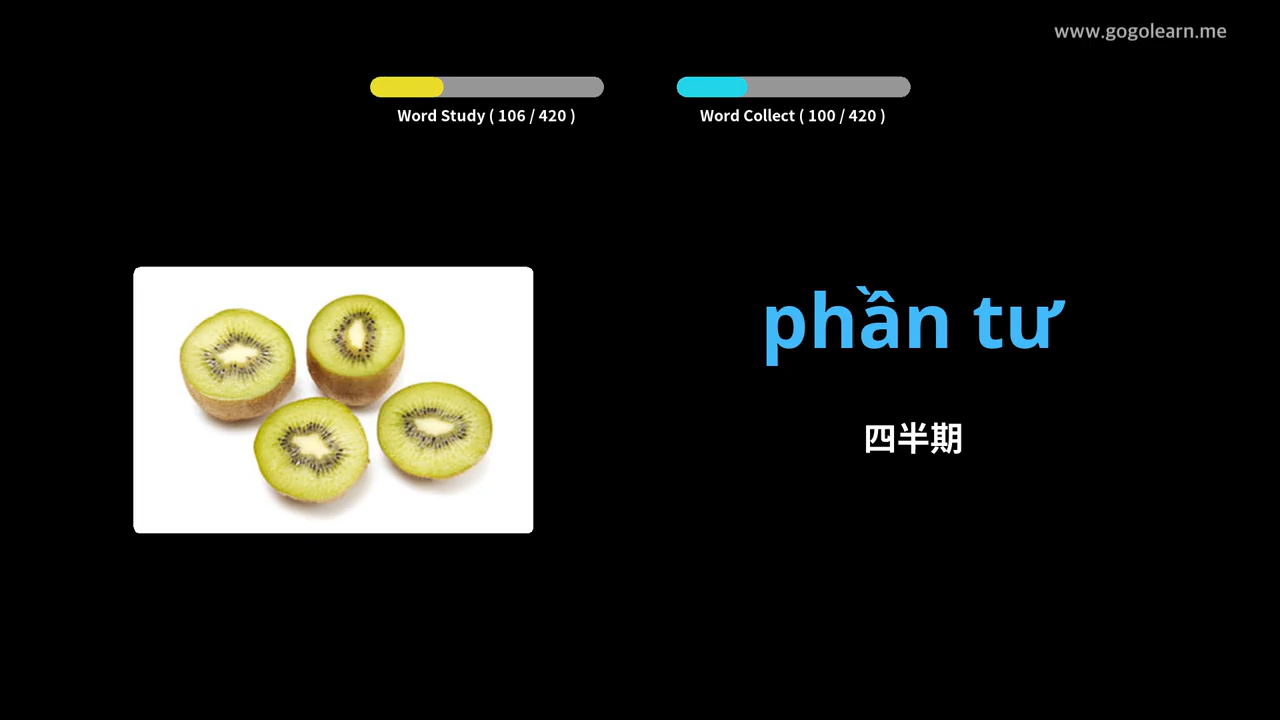 www.gogolearn.me
Word Study ( 106 / 420 )
Word Collect ( 100 / 420 )
phần tư
四半期